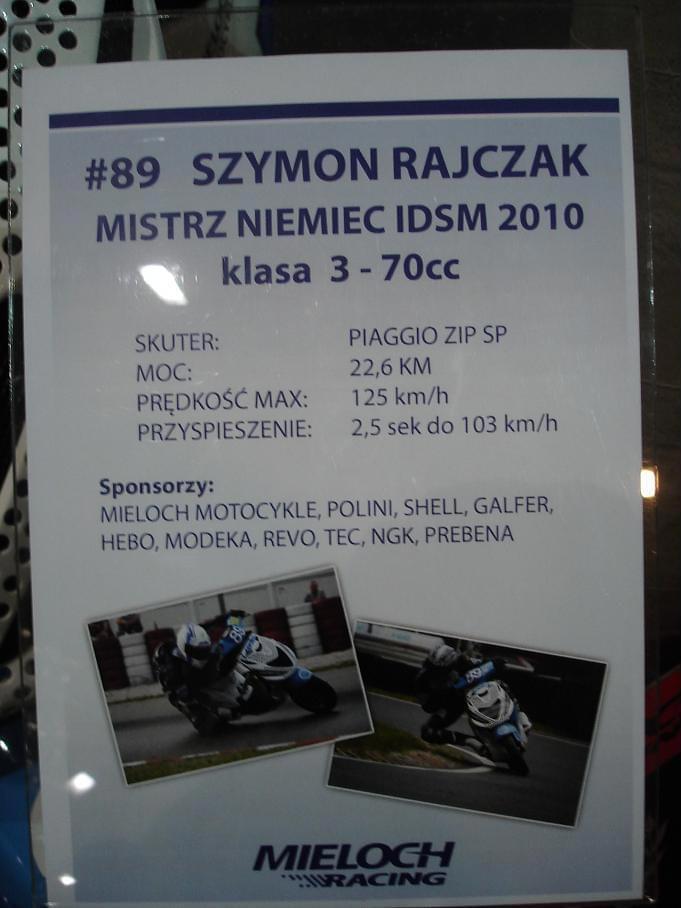 #89 SZYMON RAJCZAK
MISTRZ NIEMIEC IDSM 2010
klasa 3 - 70cc
SKUTER: PIAGGIO ZIP SP
MOC: 22,6 KM
PRĘDKOŚĆ MAX: 125 km/h
PRZYSPIESZENIE: 2,5 sek do 103 km/h
Sponsorzy:
MIELOCH MOTOCYKLE, POLINI, SHELL, GALFER,
HEBO, MODEKA, REVO, TEC, NGK, PREBENA
MIELOCH
RACING